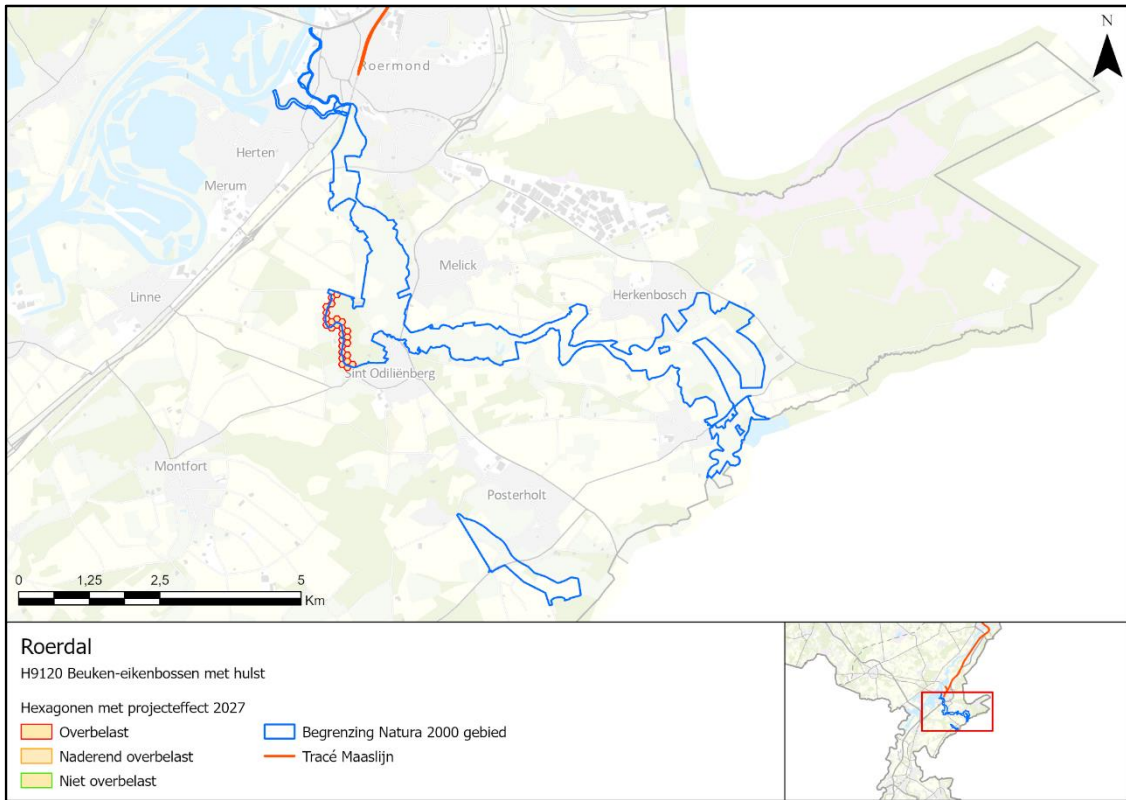 N
Roermond
Herten
Merum
Melick
Linne
Herkenbosch
Sint Odiliënberg
Montfort
Posterholt
0 1,25 2,5 5
Km
Roerdal
H9120 Beuken-eikenbossen met hulst
Hexagonen met projecteffect 2027
Overbelast
Naderend overbelast
Niet overbelast
Begrenzing Natura 2000 gebied
Tracé Maaslijn